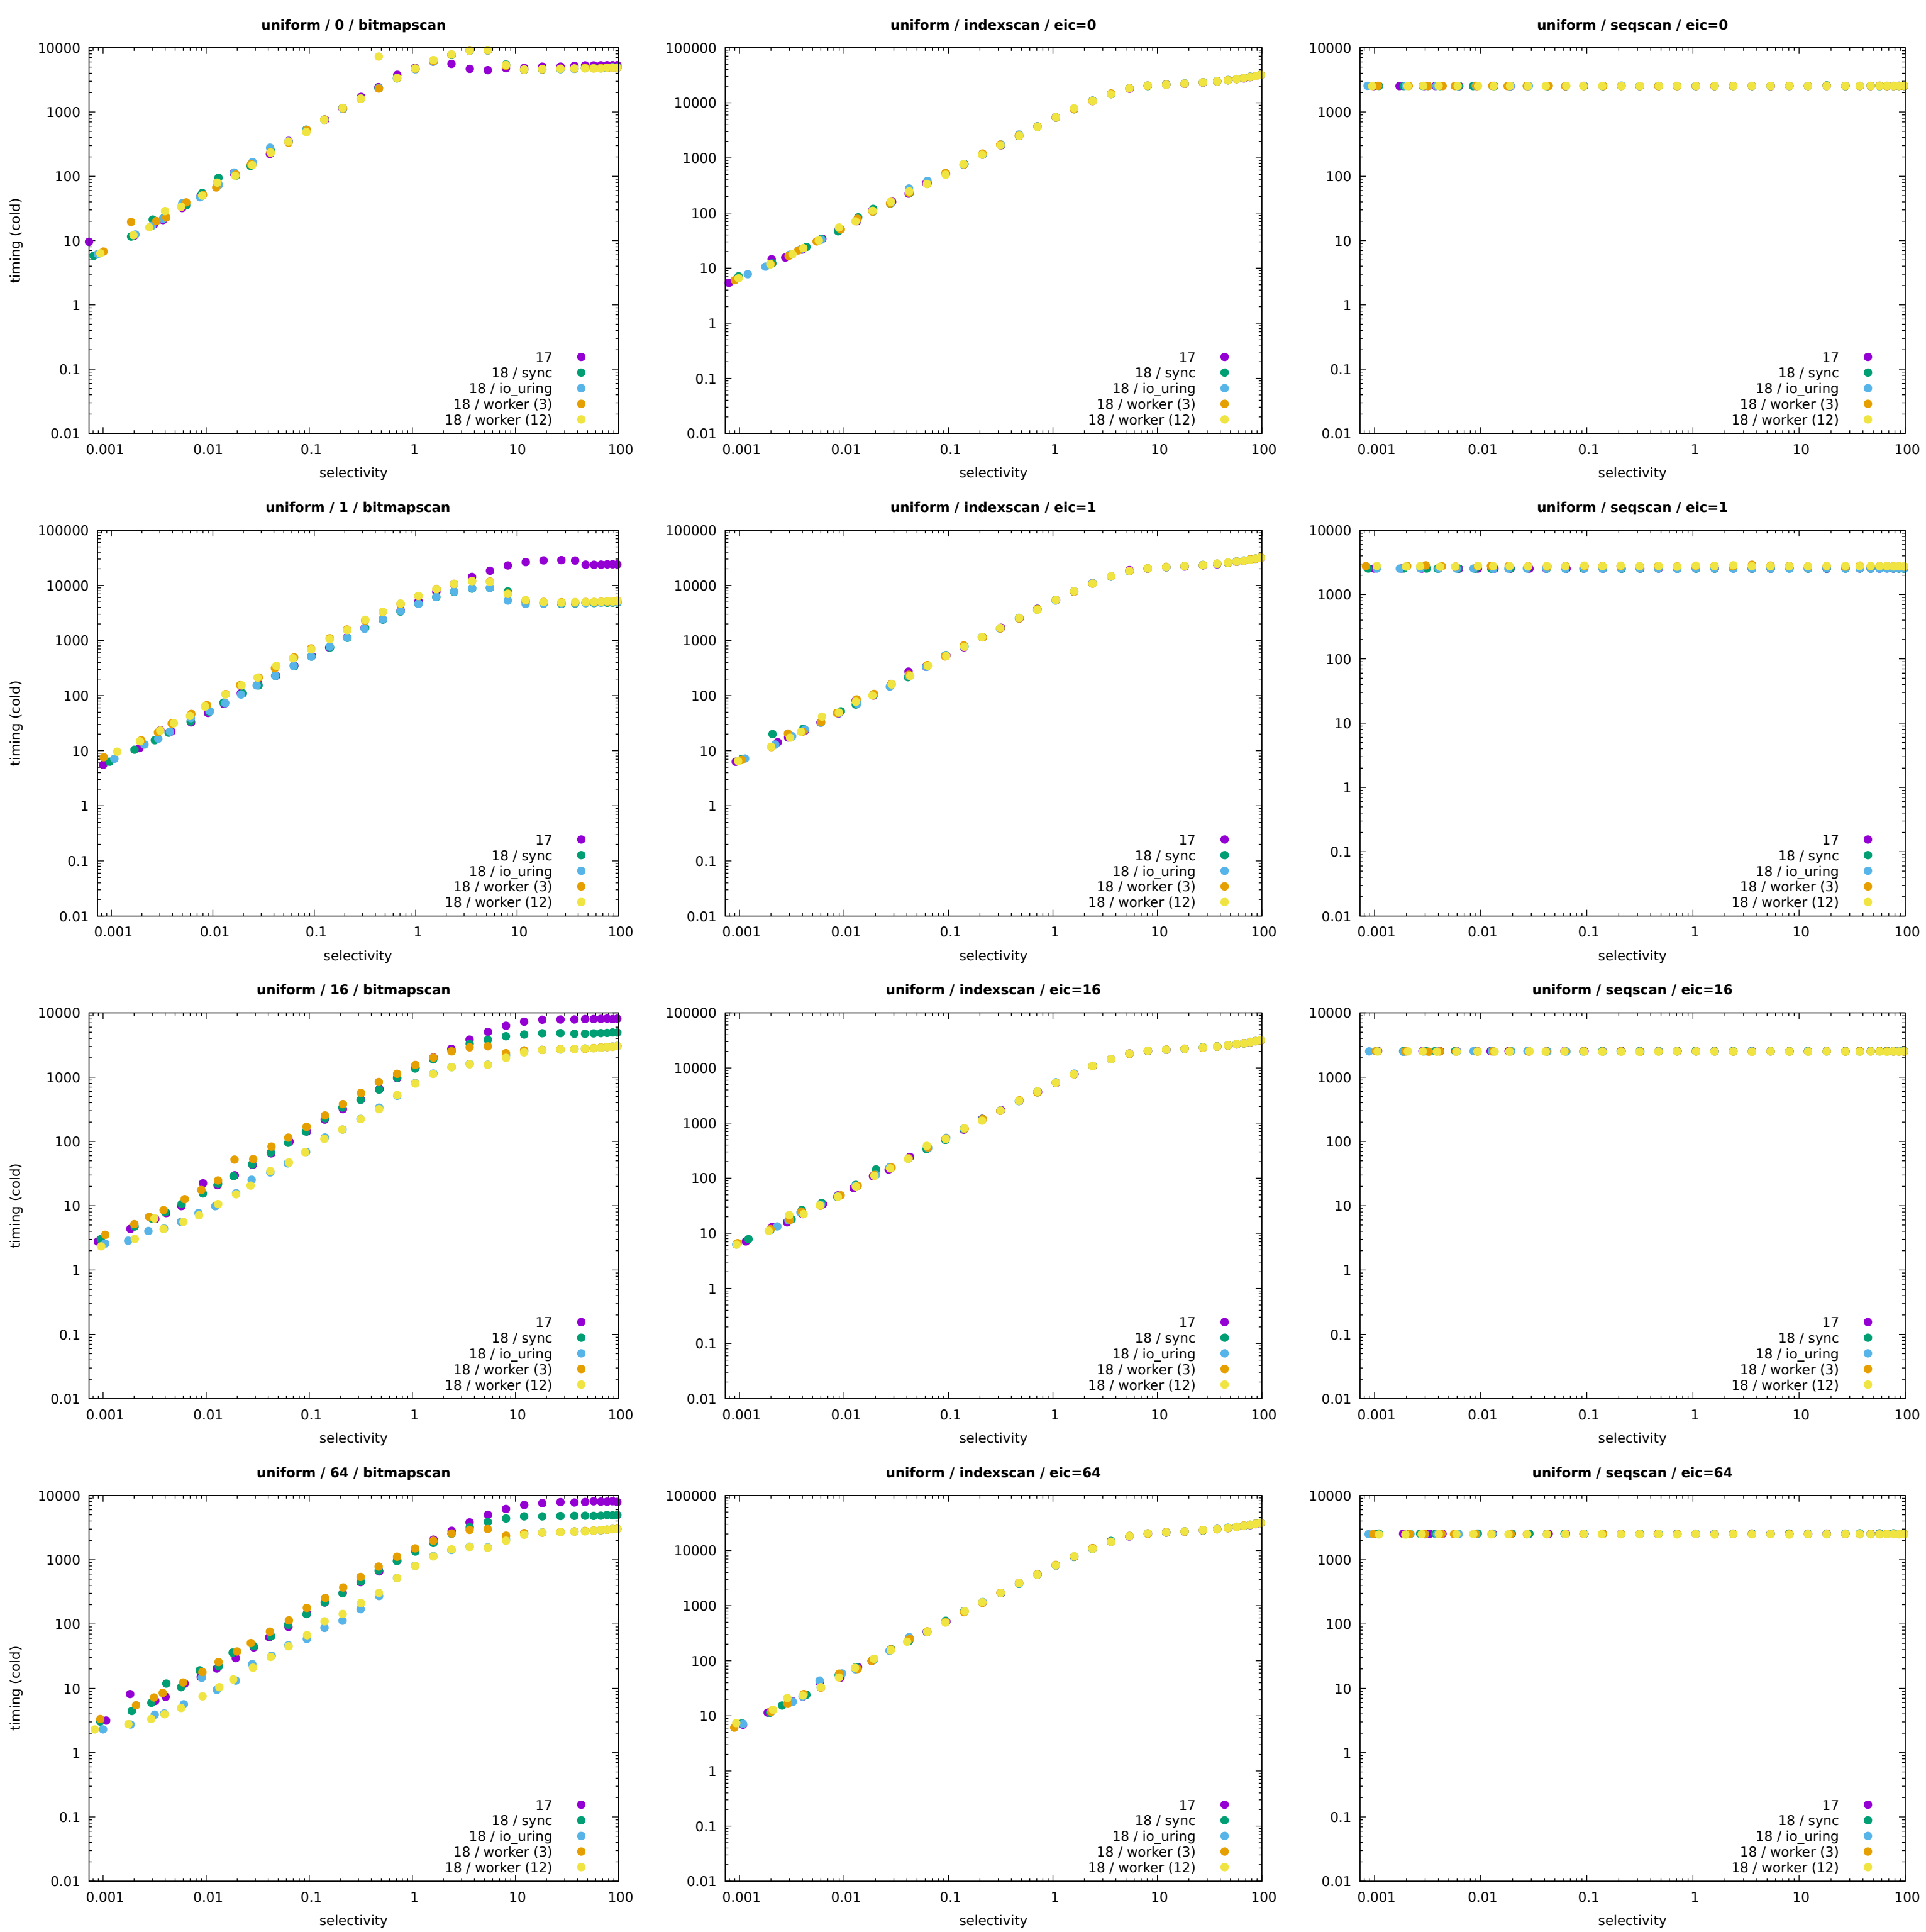 uniform / 0 / bitmapscan
timing (cold)
10000
1000
100
10
1
0.1
0.01
0.001 0.01 0.1 1 10 100
selectivity
17
18 / sync
18 / io_uring
18 / worker (3)
18 / worker (12)
uniform / indexscan / eic=0
100000
10000
1000
100
10
1
0.1
0.01
0.001 0.01 0.1 1 10 100
selectivity
17
18 / sync
18 / io_uring
18 / worker (3)
18 / worker (12)
uniform / seqscan / eic=0
10000
1000
100
10
1
0.1
0.01
0.001 0.01 0.1 1 10 100
selectivity
17
18 / sync
18 / io_uring
18 / worker (3)
18 / worker (12)
uniform / 1 / bitmapscan
timing (cold)
100000
10000
1000
100
10
1
0.1
0.01
0.001 0.01 0.1 1 10 100
selectivity
17
18 / sync
18 / io_uring
18 / worker (3)
18 / worker (12)
uniform / indexscan / eic=1
100000
10000
1000
100
10
1
0.1
0.01
0.001 0.01 0.1 1 10 100
selectivity
17
18 / sync
18 / io_uring
18 / worker (3)
18 / worker (12)
uniform / seqscan / eic=1
10000
1000
100
10
1
0.1
0.01
0.001 0.01 0.1 1 10 100
selectivity
17
18 / sync
18 / io_uring
18 / worker (3)
18 / worker (12)
uniform / 16 / bitmapscan
timing (cold)
10000
1000
100
10
1
0.1
0.01
0.001 0.01 0.1 1 10 100
selectivity
17
18 / sync
18 / io_uring
18 / worker (3)
18 / worker (12)
uniform / indexscan / eic=16
100000
10000
1000
100
10
1
0.1
0.01
0.001 0.01 0.1 1 10 100
selectivity
17
18 / sync
18 / io_uring
18 / worker (3)
18 / worker (12)
uniform / seqscan / eic=16
10000
1000
100
10
1
0.1
0.01
0.001 0.01 0.1 1 10 100
selectivity
17
18 / sync
18 / io_uring
18 / worker (3)
18 / worker (12)
uniform / 64 / bitmapscan
timing (cold)
10000
1000
100
10
1
0.1
0.01
0.001 0.01 0.1 1 10 100
selectivity
17
18 / sync
18 / io_uring
18 / worker (3)
18 / worker (12)
uniform / indexscan / eic=64
100000
10000
1000
100
10
1
0.1
0.01
0.001 0.01 0.1 1 10 100
selectivity
17
18 / sync
18 / io_uring
18 / worker (3)
18 / worker (12)
uniform / seqscan / eic=64
10000
1000
100
10
1
0.1
0.01
0.001 0.01 0.1 1 10 100
selectivity
17
18 / sync
18 / io_uring
18 / worker (3)
18 / worker (12)